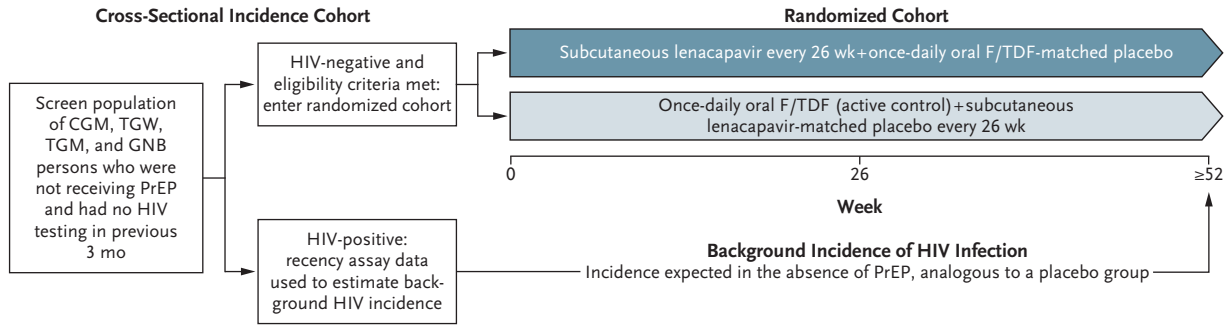 Cross-Sectional Incidence Cohort
Screen population
of CGM, TGW,
TGM, and GNB
persons who were
not receiving PrEP
and had no HIV
testing in previous
3 mo
HIV-negative and
eligibility criteria met:
enter randomized cohort
HIV-positive:
recency assay data
used to estimate back-
ground HIV incidence
Randomized Cohort
Subcutaneous lenacapavir every 26 wk+once-daily oral F/TDF-matched placebo
Once-daily oral F/TDF (active control)+subcutaneous
lenacapavir-matched placebo every 26 wk
0 26 ≥52
Week
Background Incidence of HIV Infection
Incidence expected in the absence of PrEP, analogous to a placebo group